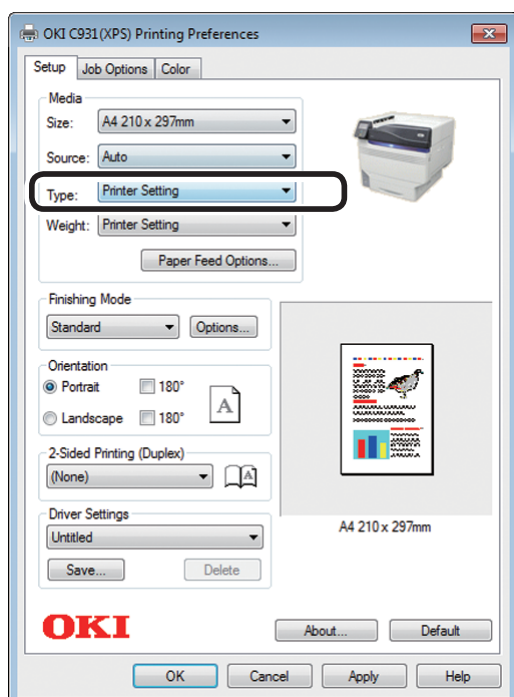 OKI C931(XPS) Printing Preferences
Setup Job Options Color
Media
Size: A4 210 x 297mm
Source: Auto
Type: Printer Setting
Weight: Printer Setting
Paper Feed Options...
Finishing Mode
Standard Options...
Orientation
Portrait 180°
Landscape 180°
A
2-Sided Printing (Duplex)
(None)
A
Driver Settings
Untitled
Save... Delete
A4 210 x 297mm
OKI
About... Default
OK Cancel Apply Help